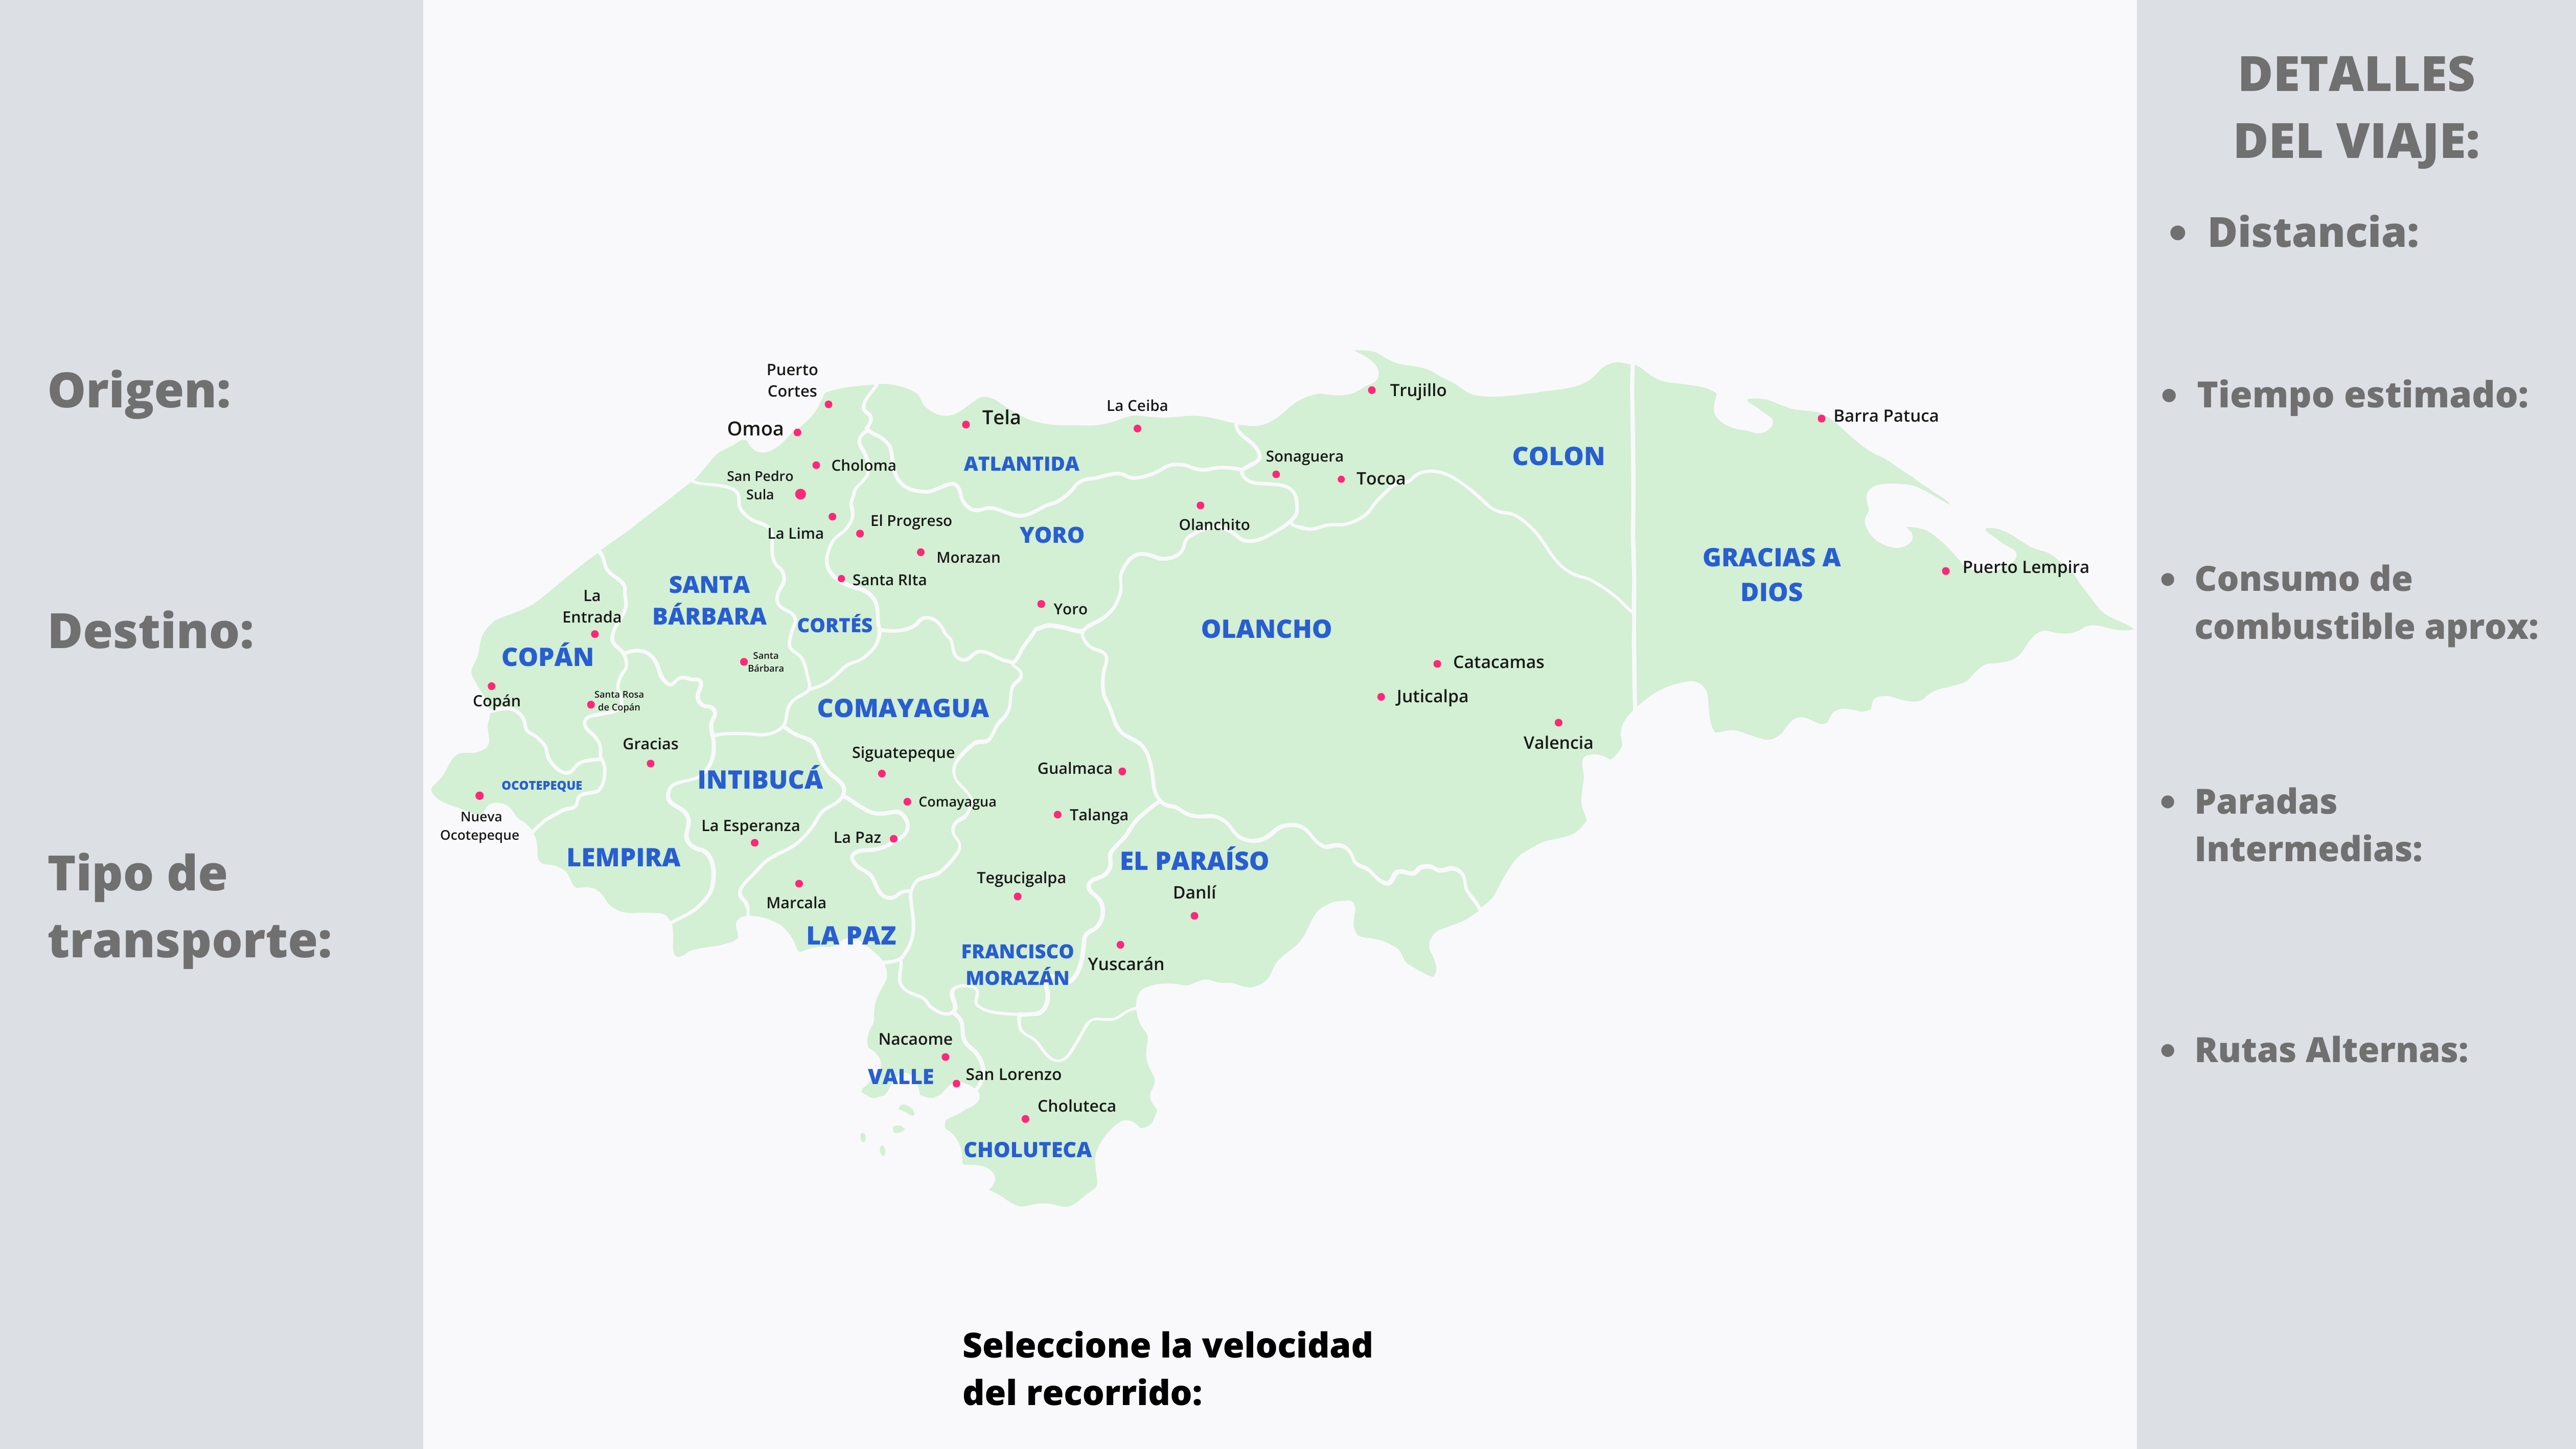 Origen:
Destino:
Tipo de
transporte:
Puerto
Cortes
Omoa
Tela
La Ceiba
Trujillo
Barra Patuca
Choloma
ATLANTIDA
Sonaguera
COLON
San Pedro
Sula
Tocoa
La Lima
El Progreso
YORO
Olanchito
Morazan
GRACIAS A
DIOS
Puerto Lempira
Santa RIta
SANTA
BÁRBARA
La
Entrada
CORTÉS
Yoro
OLANCHO
COPÁN
Santa
Bárbara
Catacamas
Copán
Santa Rosa
de Copán
COMAYAGUA
Juticalpa
Gracias
Siguatepeque
Valencia
OCOTEPEQUE
INTIBUCÁ
Gualmaca
Comayagua
Nueva
Ocotepeque
La Esperanza
La Paz
Talanga
LEMPIRA
EL PARAÍSO
Tegucigalpa
Danlí
Marcala
LA PAZ
FRANCISCO
MORAZÁN
Yuscarán
Nacaome
VALLE
San Lorenzo
Choluteca
CHOLUTECA
Seleccione la velocidad
del recorrido:
DETALLES
DEL VIAJE:
• Distancia:
• Tiempo estimado:
• Consumo de
combustible aprox:
• Paradas
Intermedias:
• Rutas Alternas: